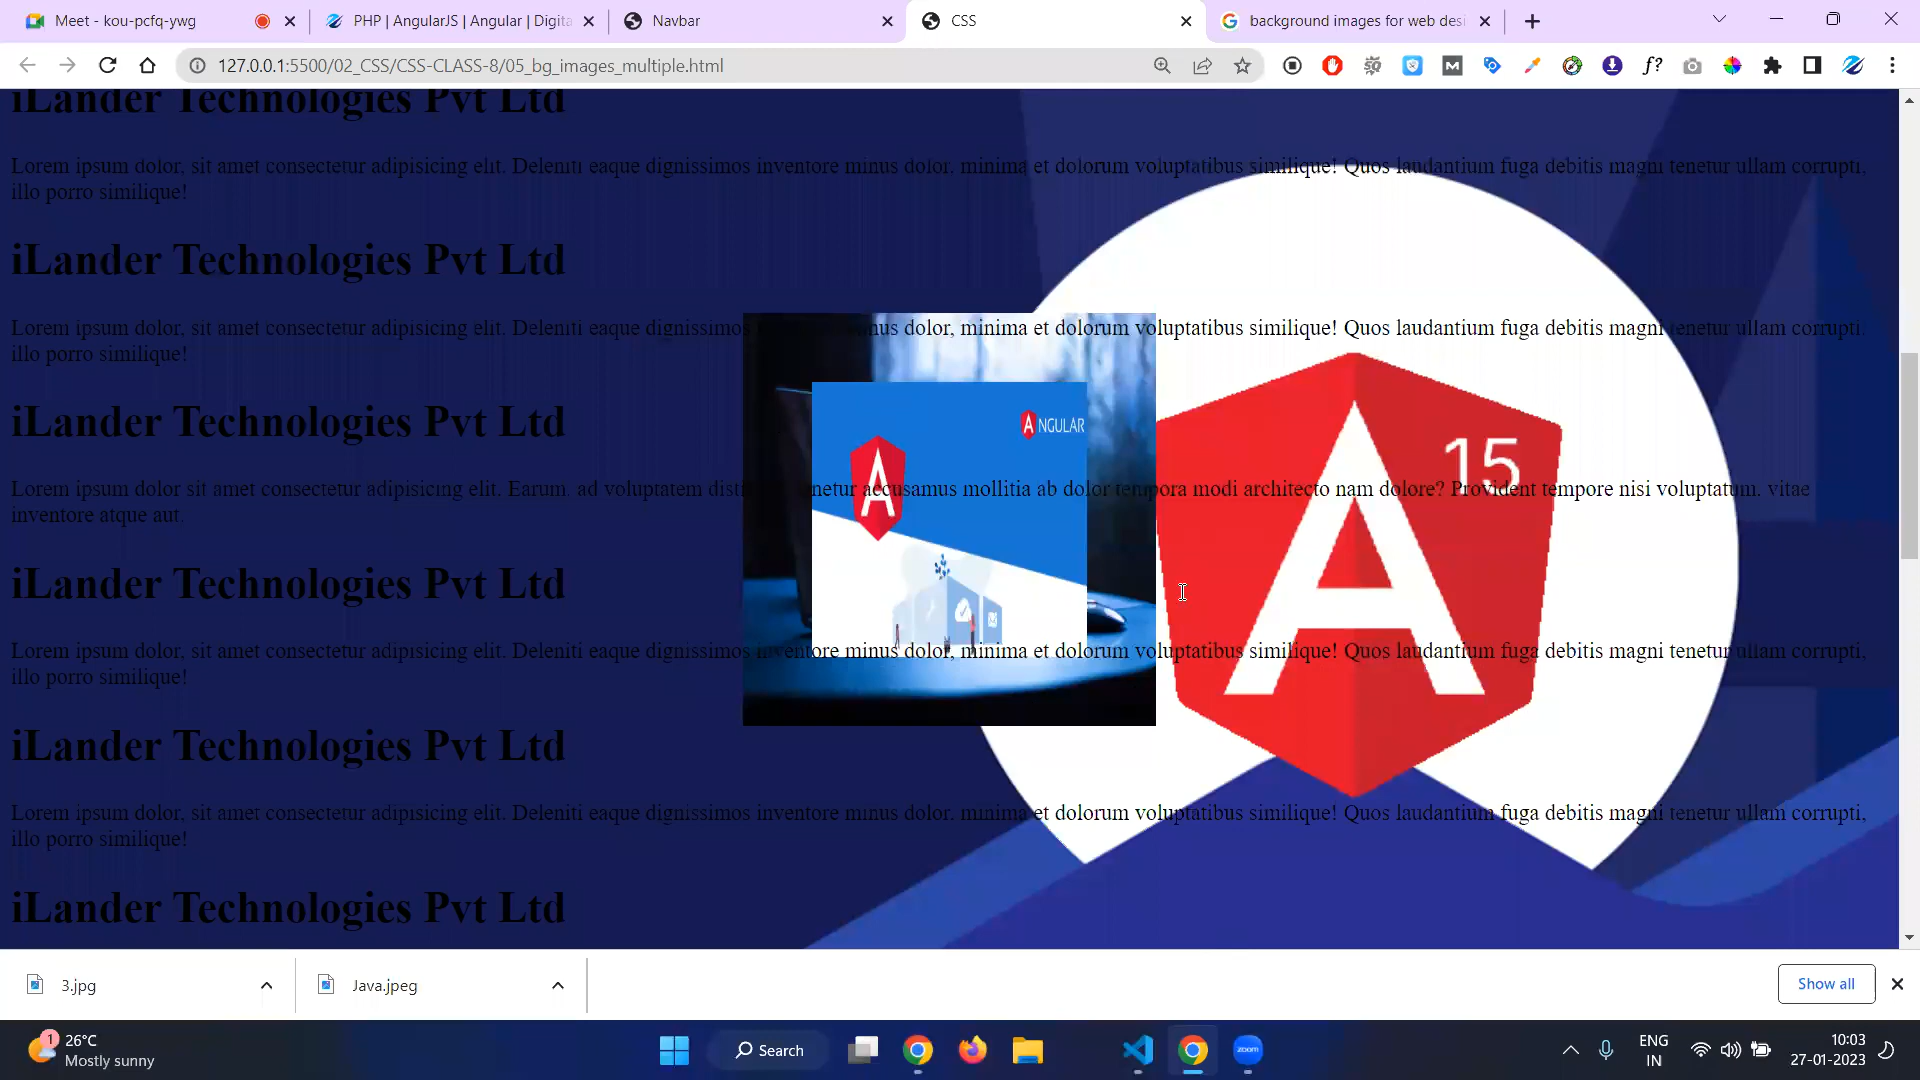 Meet - kou-pcfq-ywg
PHP | AngularJS | Angular | Digita
Navbar
CSS
background images for web desi
127.0.0.1:5500/02_CSS/CSS-CLASS-8/05_bg_images_multiple.html
iLander Technologies Pvt Ltd
Lorem ipsum dolor, sit amet consectetur adipisicing elit. Deleniti eaque dignissimos inventore minus dolor, minima et dolorum voluptatibus similique! Quos laudantium fuga debitis magni tenetur ullam corrupti,
illo porro similique!
iLander Technologies Pvt Ltd
Lorem ipsum dolor, sit amet consectetur adipisicing elit. Deleniti eaque dignissimos minus dolor, minima et dolorum voluptatibus similique! Quos laudantium fuga debitis magni tenetur ullam corrupti,
illo porro similique!
iLander Technologies Pvt Ltd
ANGULAR
15
Lorem ipsum dolor sit amet consectetur adipisicing elit. Earum, ad voluptatem tenetur accusamus mollitia ab dolor tempora modi architecto nam dolore? Provident tempore nisi voluptatum, vitae
inventore atque aut.
iLander Technologies Pvt Ltd
Lorem ipsum dolor, sit amet consectetur adipisicing elit. Deleniti eaque dignissimos inventore minus dolor, minima et dolorum voluptatibus similique! Quos laudantium fuga debitis magni tenetur ullam corrupti,
illo porro similique!
iLander Technologies Pvt Ltd
Lorem ipsum dolor, sit amet consectetur adipisicing elit. Deleniti eaque dignissimos inventore minus dolor, minima et dolorum voluptatibus similique! Quos laudantium fuga debitis magni tenetur ullam corrupti,
illo porro similique!
iLander Technologies Pvt Ltd
3.jpg
Java.jpeg
Show all
1
26°C
Mostly sunny
Search
zoom
ENG
IN
10:03
27-01-2023